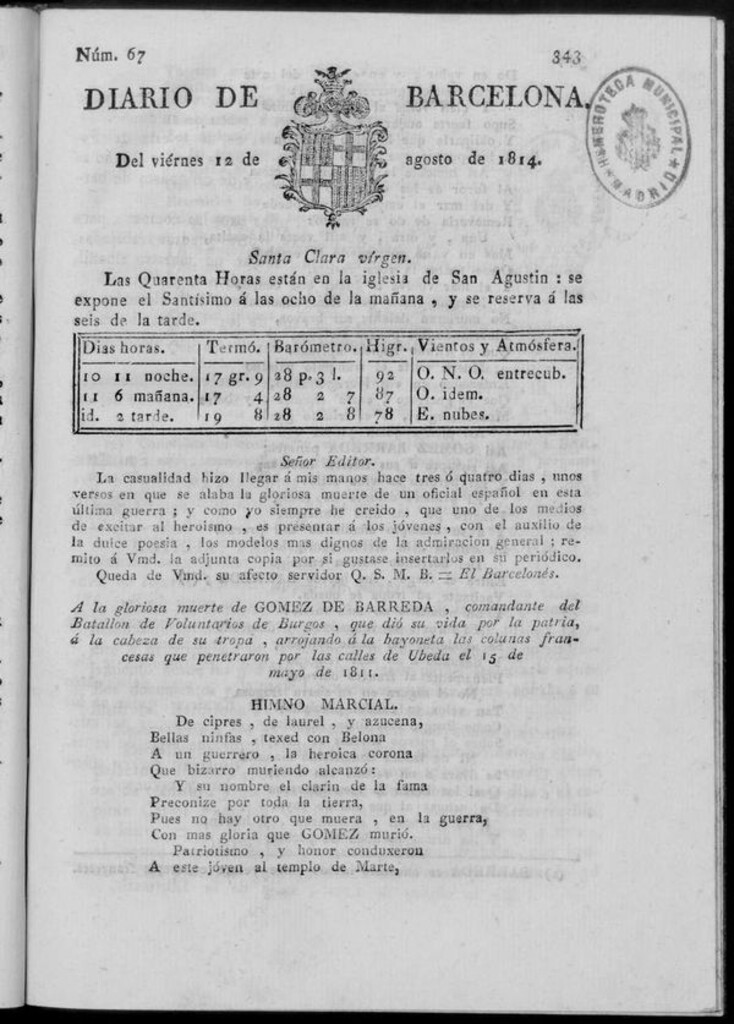 Núm. 67 343
DIARIO DE BARCELONA.
Del viérnes 12 de agosto de 1814.
HEMEROTECA MUNICIPAL
MADRID
Santa Clara vírgen.
Las Quarenta Horas están en la iglesia de San Agustin : se
expone el Santísimo á las ocho de la mañana , y se reserva á las
seis de la tarde.
Dias horas. Termó. Barómetro. Higr. Vientos y Atmósfera.
10 11 noche. 17 gr. 9 28 p. 3 l. 92 O. N. O. entrecub.
11 6 mañana. 17 4 28 2 7 87 O. idem.
id. 2 tarde. 19 8 28 2 8 78 E. nubes.
Señor Editor.
La casualidad hizo llegar á mis manos hace tres ó quatro dias , unos
versos en que se alaba la gloriosa muerte de un oficial español en esta
última guerra ; y como yo siempre he creido , que uno de los medios
de excitar al heroismo , es presentar á los jóvenes , con el auxîlio de
la dulce poesia , los modelos mas dignos de la admiracion general ; re-
mito á Vmd. la adjunta copia por si gustase insertarlos en su periódico.
Queda de Vmd. su afecto servidor Q. S. M. B. = El Barcelonés.
A la gloriosa muerte de GOMEZ DE BARREDA , comandante del
Batallon de Voluntarios de Burgos , que dió su vida por la patria,
á la cabeza de su tropa , arrojando á la bayoneta las colunas fran-
cesas que penetraron por las calles de Ubeda el 15 de
mayo de 1811.
HIMNO MARCIAL.
De cipres , de laurel , y azucena,
Bellas ninfas , texed con Belona
A un guerrero , la heroica corona
Que bizarro muriendo alcanzó:
Y su nombre el clarin de la fama
Preconize por toda la tierra,
Pues no hay otro que muera , en la guerra,
Con mas gloria que GOMEZ murió.
Patriotismo , y honor conduxeron
A este jóven al templo de Marte,